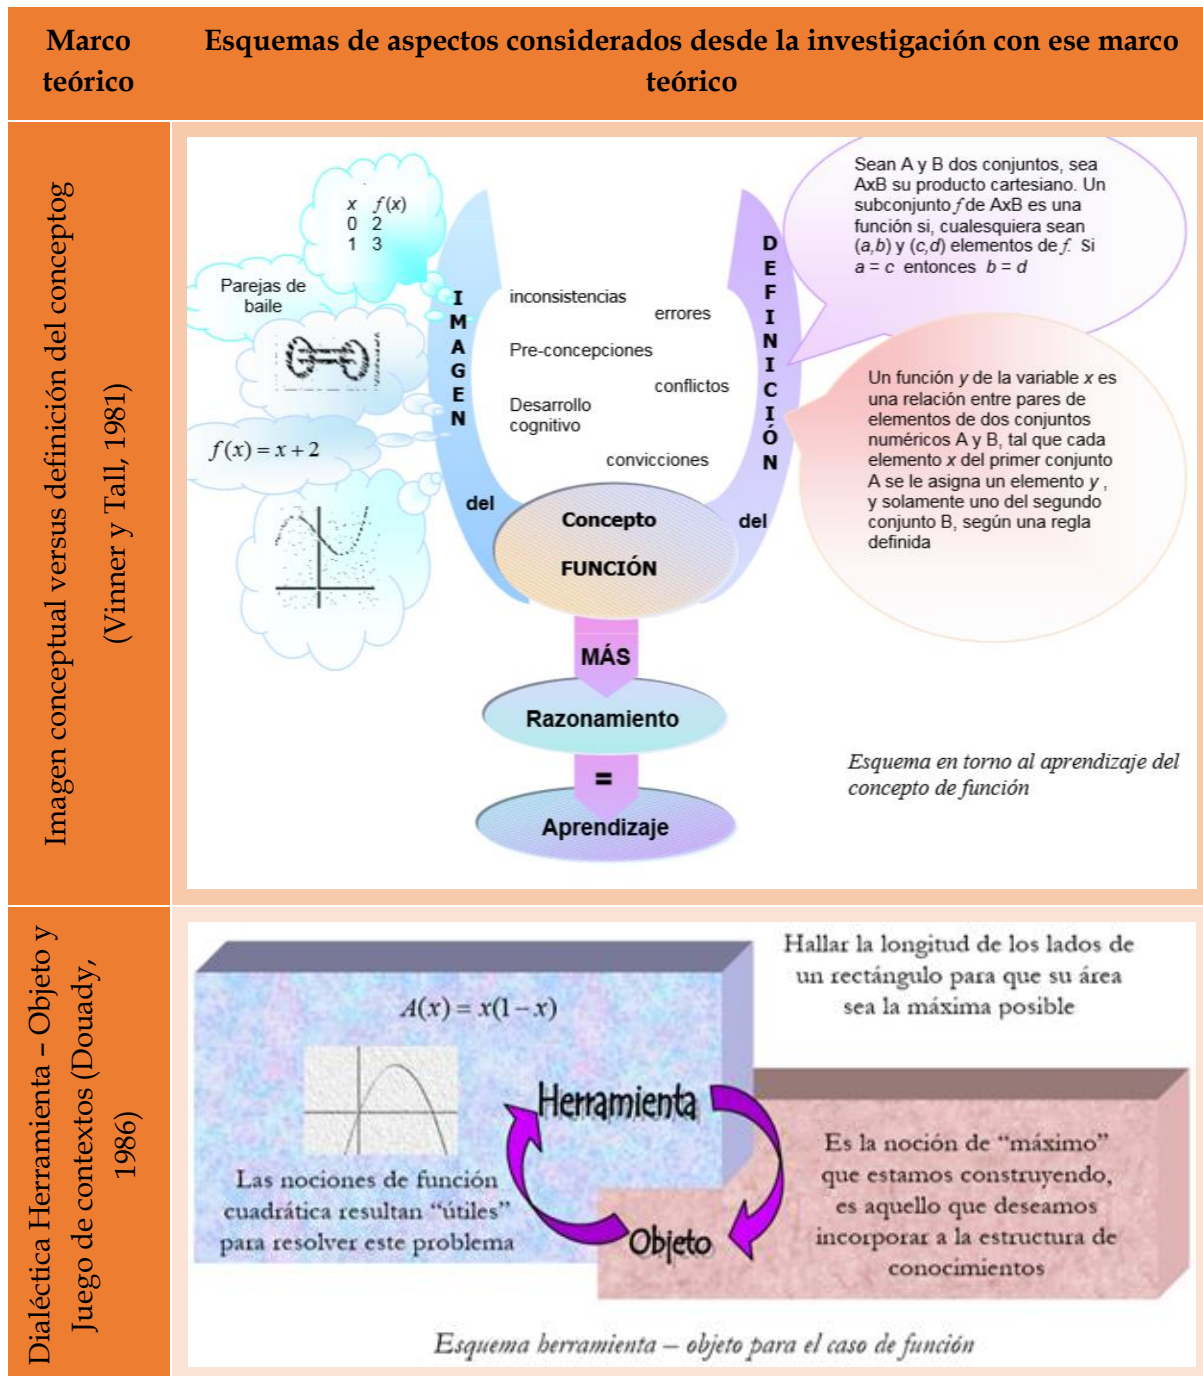 Marco
teórico
Esquemas de aspectos considerados desde la investigación con ese marco
teórico
Imagen conceptual versus definición del conceptog
(Vinner y Tall, 1981)
x f(x)
0 2
1 3
Parejas de
baile
f(x) = x + 2
IMAGEN
del
inconsistencias
errores
Pre-concepciones
conflictos
Desarrollo
cognitivo
convicciones
Concepto
FUNCIÓN
DEFINICIÓN
del
Sean A y B dos conjuntos, sea
AxB su producto cartesiano. Un
subconjunto f de AxB es una
función si, cualesquiera sean
(a,b) y (c,d) elementos de f. Si
a = c entonces b = d
Un función y de la variable x es
una relación entre pares de
elementos de dos conjuntos
numéricos A y B, tal que cada
elemento x del primer conjunto
A se le asigna un elemento y ,
y solamente uno del segundo
conjunto B, según una regla
definida
MÁS
Razonamiento
=
Aprendizaje
Esquema en torno al aprendizaje del
concepto de función
Dialéctica Herramienta – Objeto y
Juego de contextos (Douady,
1986)
A(x) = x(1 − x)
Hallar la longitud de los lados de
un rectángulo para que su área
sea la máxima posible
Herramienta
Las nociones de función
cuadrática resultan “útiles”
para resolver este problema
Objeto
Es la noción de “máximo”
que estamos construyendo,
es aquello que deseamos
incorporar a la estructura de
conocimientos
Esquema herramienta – objeto para el caso de función